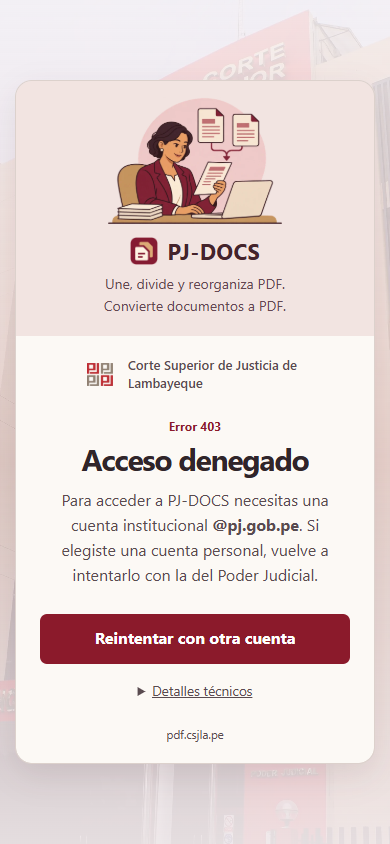 CORTE
PJ-DOCS
Une, divide y reorganiza PDF.
Convierte documentos a PDF.
Corte Superior de Justicia de
Lambayeque
Error 403
Acceso denegado
Para acceder a PJ-DOCS necesitas una
cuenta institucional @pj.gob.pe. Si
elegiste una cuenta personal, vuelve a
intentarlo con la del Poder Judicial.
Reintentar con otra cuenta
▶ Detalles técnicos
pdf.csjla.pe